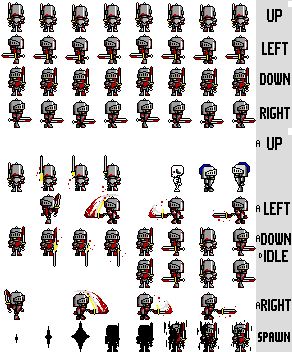 UP
LEFT
DOWN
RIGHT
A UP
A LEFT
A DOWN
D IDLE
A RIGHT
SPAWN